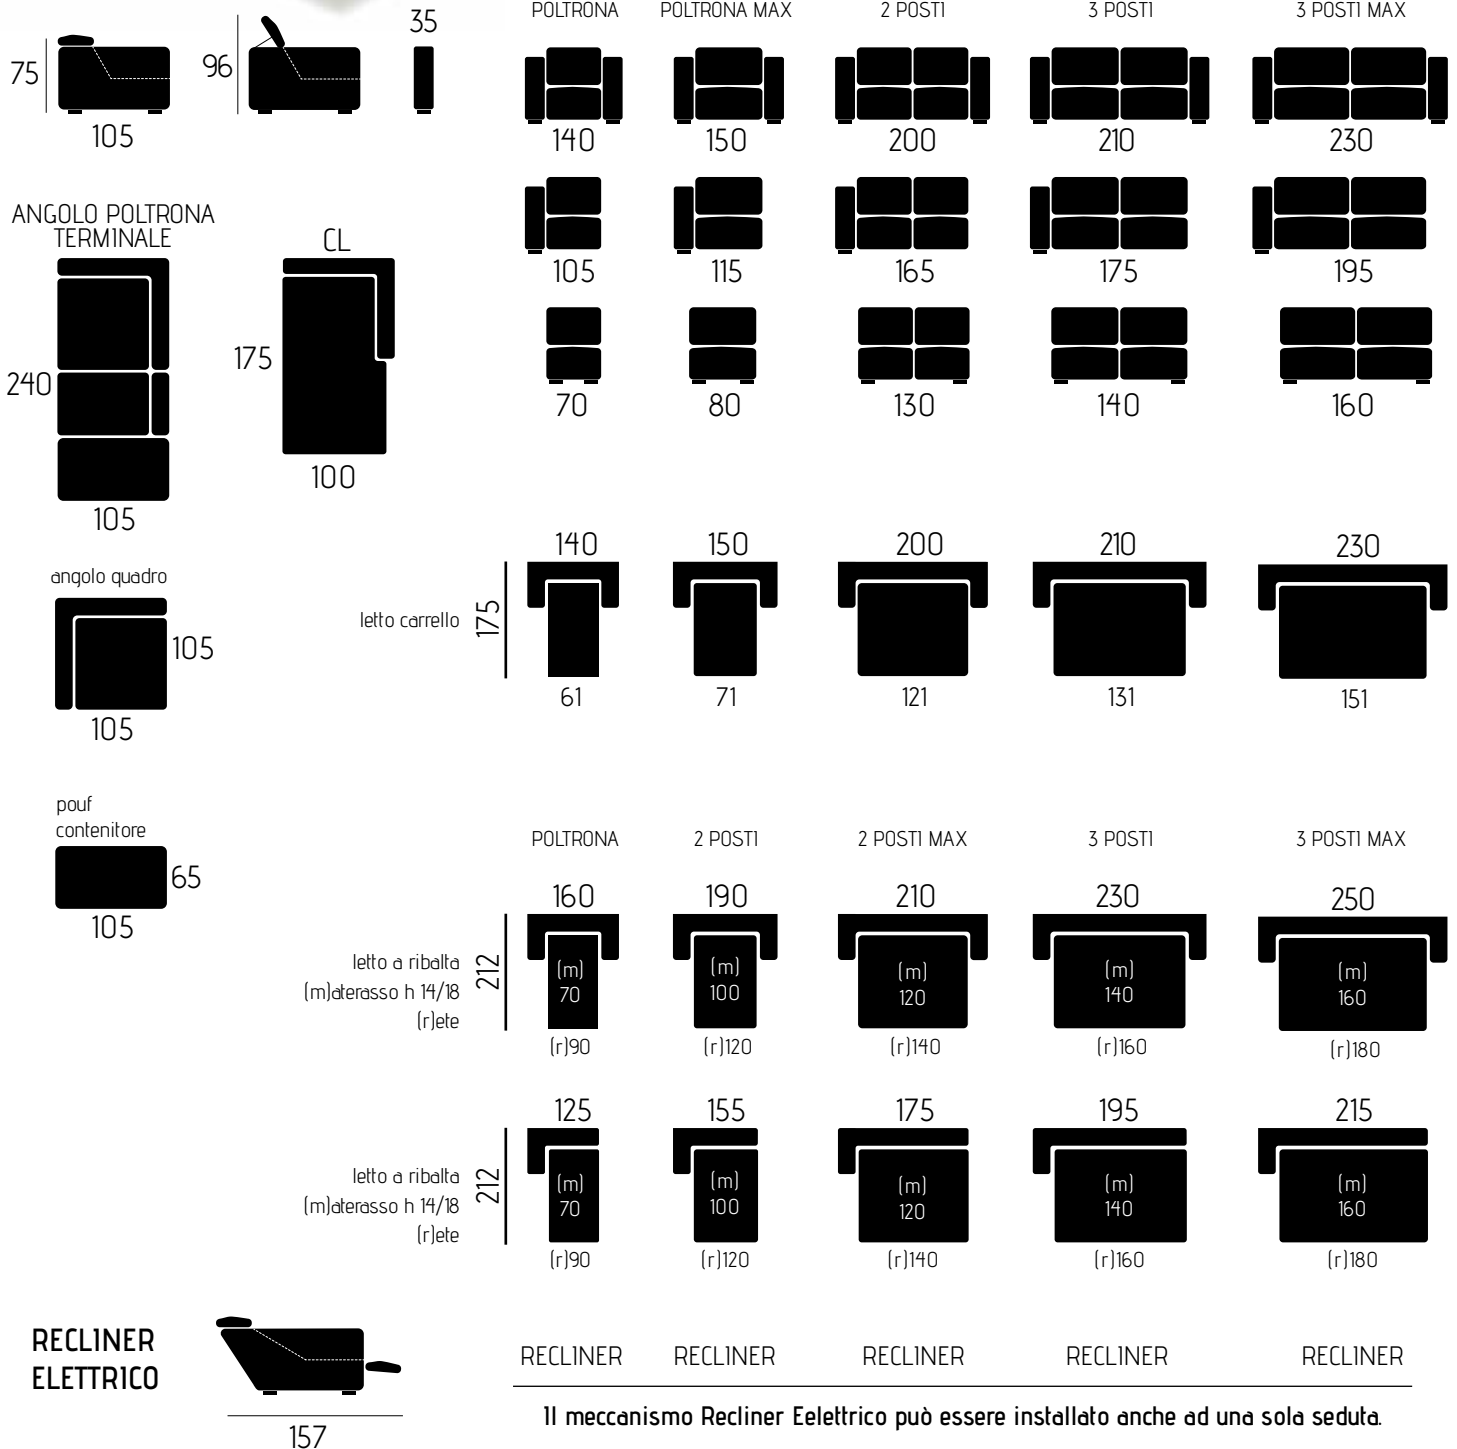 POLTRONA POLTRONA MAX 2 POSTI 3 POSTI 3 POSTI MAX
75 105 96 35
140 150 200 210 230
105 115 165 175 195
70 80 130 140 160
ANGOLO POLTRONA
TERMINALE
240
105
CL
175
100
angolo quadro
105
105
pouf
contenitore
65
105
140 150 200 210 230
letto carrello 175
61 71 121 131 151
POLTRONA 2 POSTI 2 POSTI MAX 3 POSTI 3 POSTI MAX
160 190 210 230 250
letto a ribalta
(m)aterasso h 14/18
(r)ete
212
(m) (m) (m) (m) (m)
70 100 120 140 160
(r)90 (r)120 (r)140 (r)160 (r)180
125 155 175 195 215
letto a ribalta
(m)aterasso h 14/18
(r)ete
212
(m) (m) (m) (m) (m)
70 100 120 140 160
(r)90 (r)120 (r)140 (r)160 (r)180
RECLINER
ELETTRICO
157
RECLINER RECLINER RECLINER RECLINER RECLINER
Il meccanismo Recliner Eelettrico può essere installato anche ad una sola seduta.